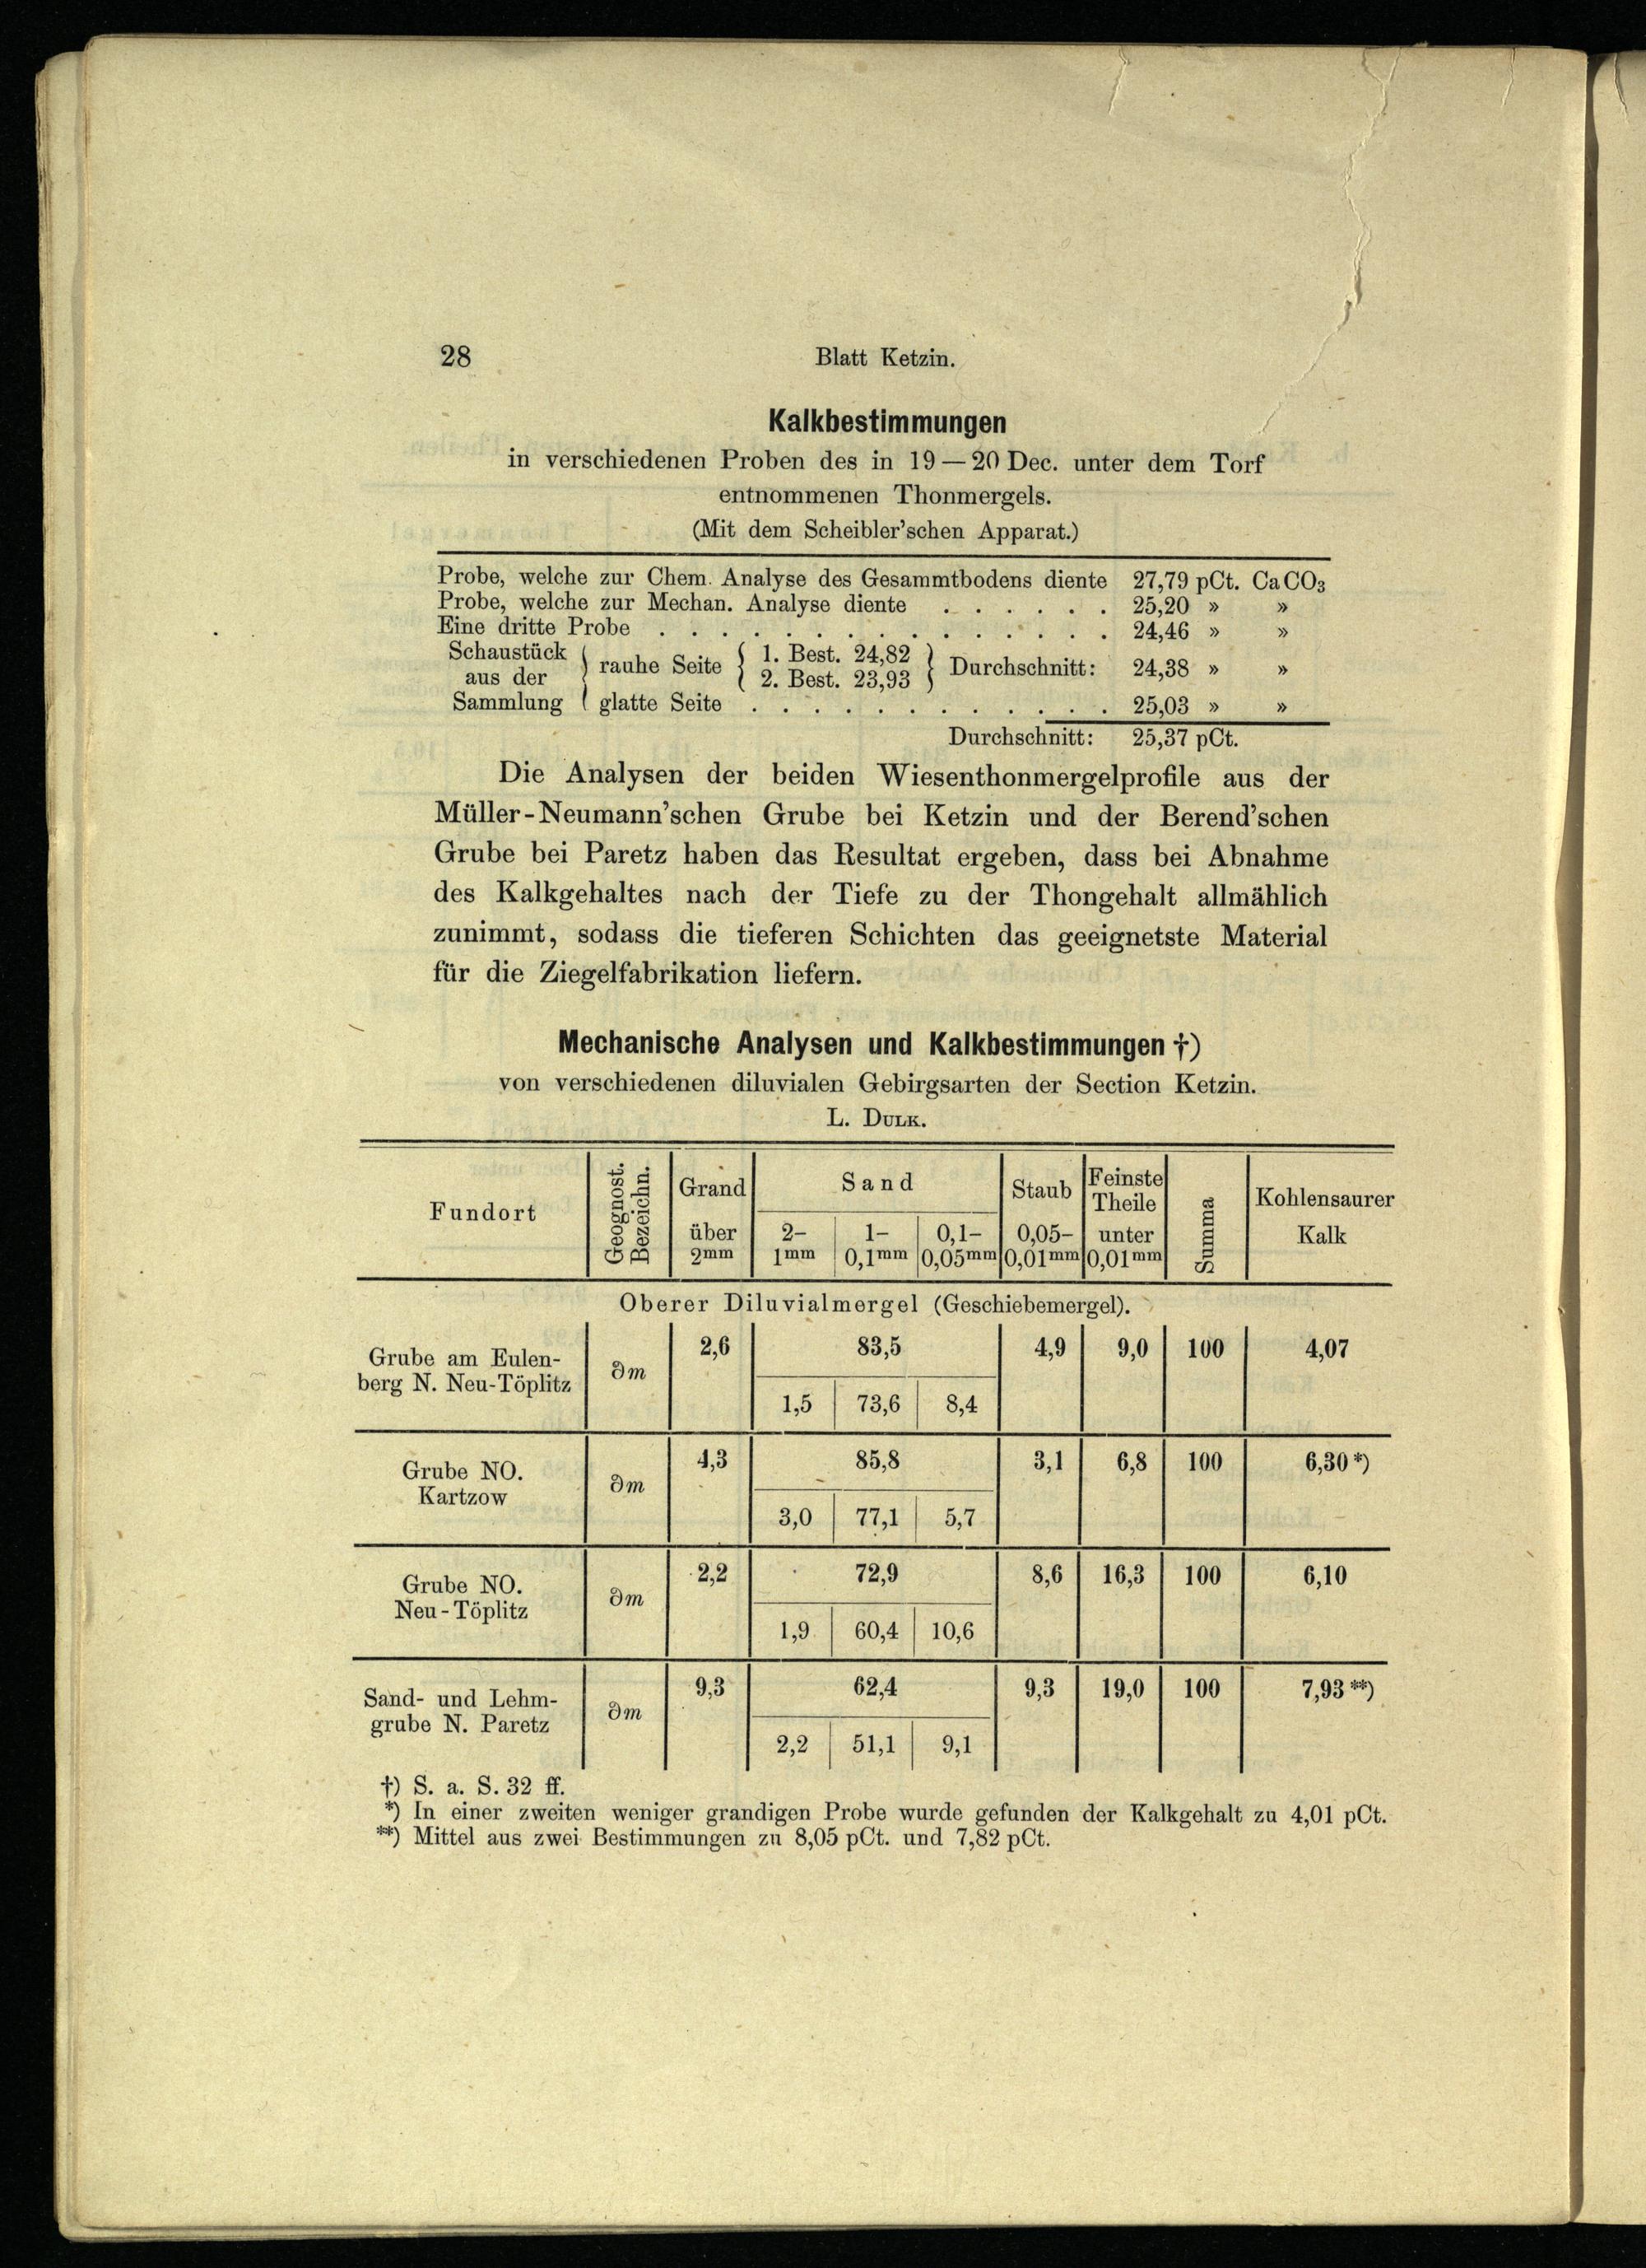 28
Blatt Ketzin.
Kalkbestimmungen
in verschiedenen Proben des in 19 — 20 Dec. unter dem Torf
entnommenen Thonmergels.
(Mit dem Scheibler'schen Apparat.)
Probe, welche zur Chem. Analyse des Gesammtbodens diente 27,79 pCt. CaCO3
Probe, welche zur Mechan. Analyse diente . . . . . . 25,20 » »
Eine dritte Probe . . . . . . . . . . . . . . . 24,46 » »
Schaustück aus der Sammlung
rauhe Seite { 1. Best. 24,82
2. Best. 23,93 } Durchschnitt: 24,38 » »
glatte Seite . . . . . . . . . . . . 25,03 » »
Durchschnitt: 25,37 pCt.
Die Analysen der beiden Wiesenthonmergelprofile aus der
Müller-Neumann'schen Grube bei Ketzin und der Berend'schen
Grube bei Paretz haben das Resultat ergeben, dass bei Abnahme
des Kalkgehaltes nach der Tiefe zu der Thongehalt allmählich
zunimmt, sodass die tieferen Schichten das geeignetste Material
für die Ziegelfabrikation liefern.
Mechanische Analysen und Kalkbestimmungen †)
von verschiedenen diluvialen Gebirgsarten der Section Ketzin.
L. Dulk.
Fundort
Geognost.
Bezeichn.
Grand
über
2mm
Sand
2–
1mm
1–
0,1mm
0,1–
0,05mm
Staub
0,05–
0,01mm
Feinste
Theile
unter
0,01mm
Summa
Kohlensaurer
Kalk
Oberer Diluvialmergel (Geschiebemergel).
Grube am Eulen-
berg N. Neu-Töplitz
∂m
2,6 83,5 4,9 9,0 100 4,07
1,5 73,6 8,4
Grube NO.
Kartzow
∂m
4,3 85,8 3,1 6,8 100 6,30 *)
3,0 77,1 5,7
Grube NO.
Neu-Töplitz
∂m
2,2 72,9 8,6 16,3 100 6,10
1,9 60,4 10,6
Sand- und Lehm-
grube N. Paretz
∂m
9,3 62,4 9,3 19,0 100 7,93 **)
2,2 51,1 9,1
†) S. a. S. 32 ff.
*) In einer zweiten weniger grandigen Probe wurde gefunden der Kalkgehalt zu 4,01 pCt.
**) Mittel aus zwei Bestimmungen zu 8,05 pCt. und 7,82 pCt.